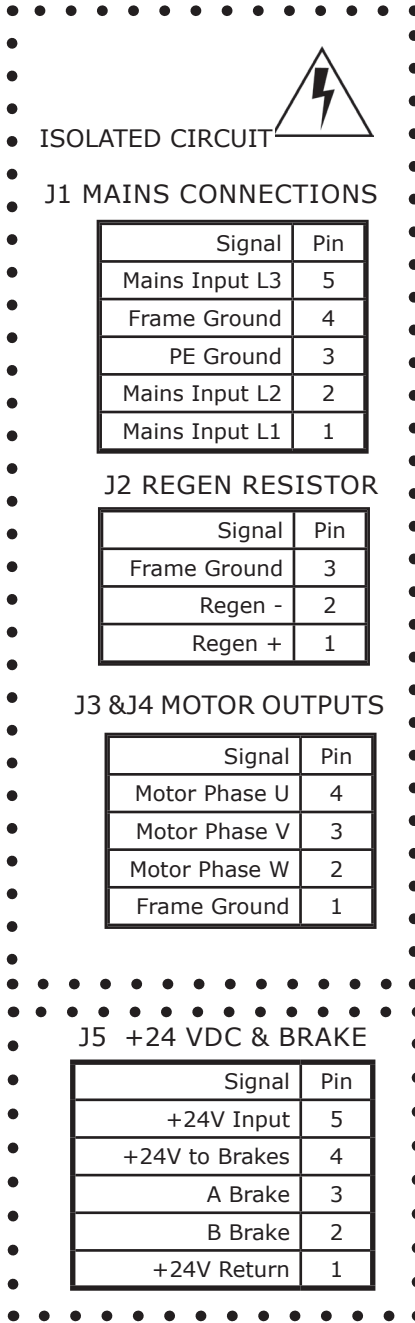 ISOLATED CIRCUIT
J1 MAINS CONNECTIONS
Signal Pin
Mains Input L3 5
Frame Ground 4
PE Ground 3
Mains Input L2 2
Mains Input L1 1
J2 REGEN RESISTOR
Signal Pin
Frame Ground 3
Regen - 2
Regen + 1
J3 &J4 MOTOR OUTPUTS
Signal Pin
Motor Phase U 4
Motor Phase V 3
Motor Phase W 2
Frame Ground 1
J5 +24 VDC & BRAKE
Signal Pin
+24V Input 5
+24V to Brakes 4
A Brake 3
B Brake 2
+24V Return 1